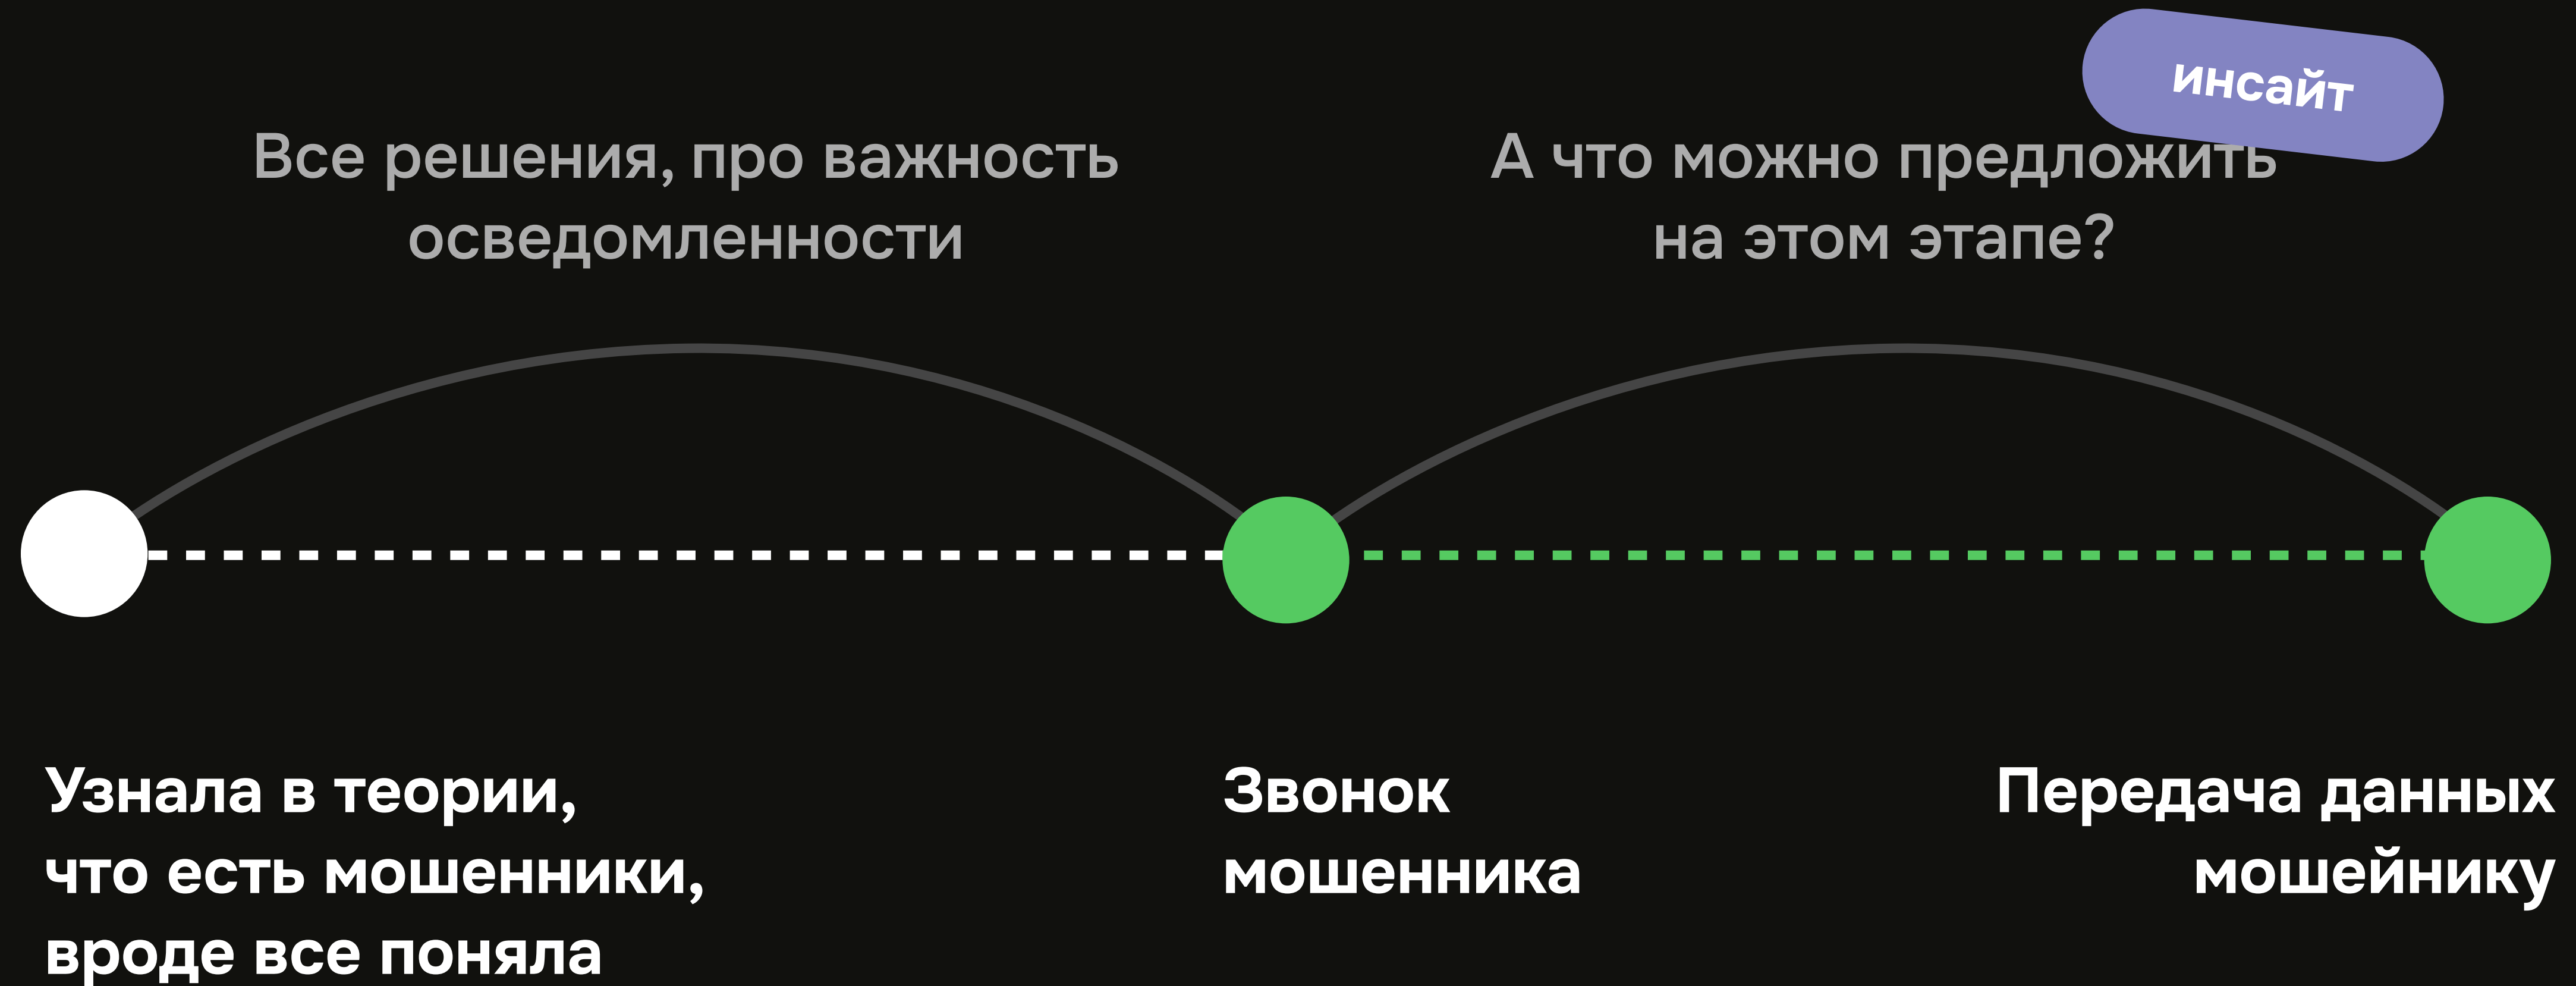 инсайт
Все решения, про важность
осведомленности
А что можно предложить
на этом этапе?
Узнала в теории,
что есть мошенники,
вроде все поняла
Звонок
мошенника
Передача данных
мошейнику